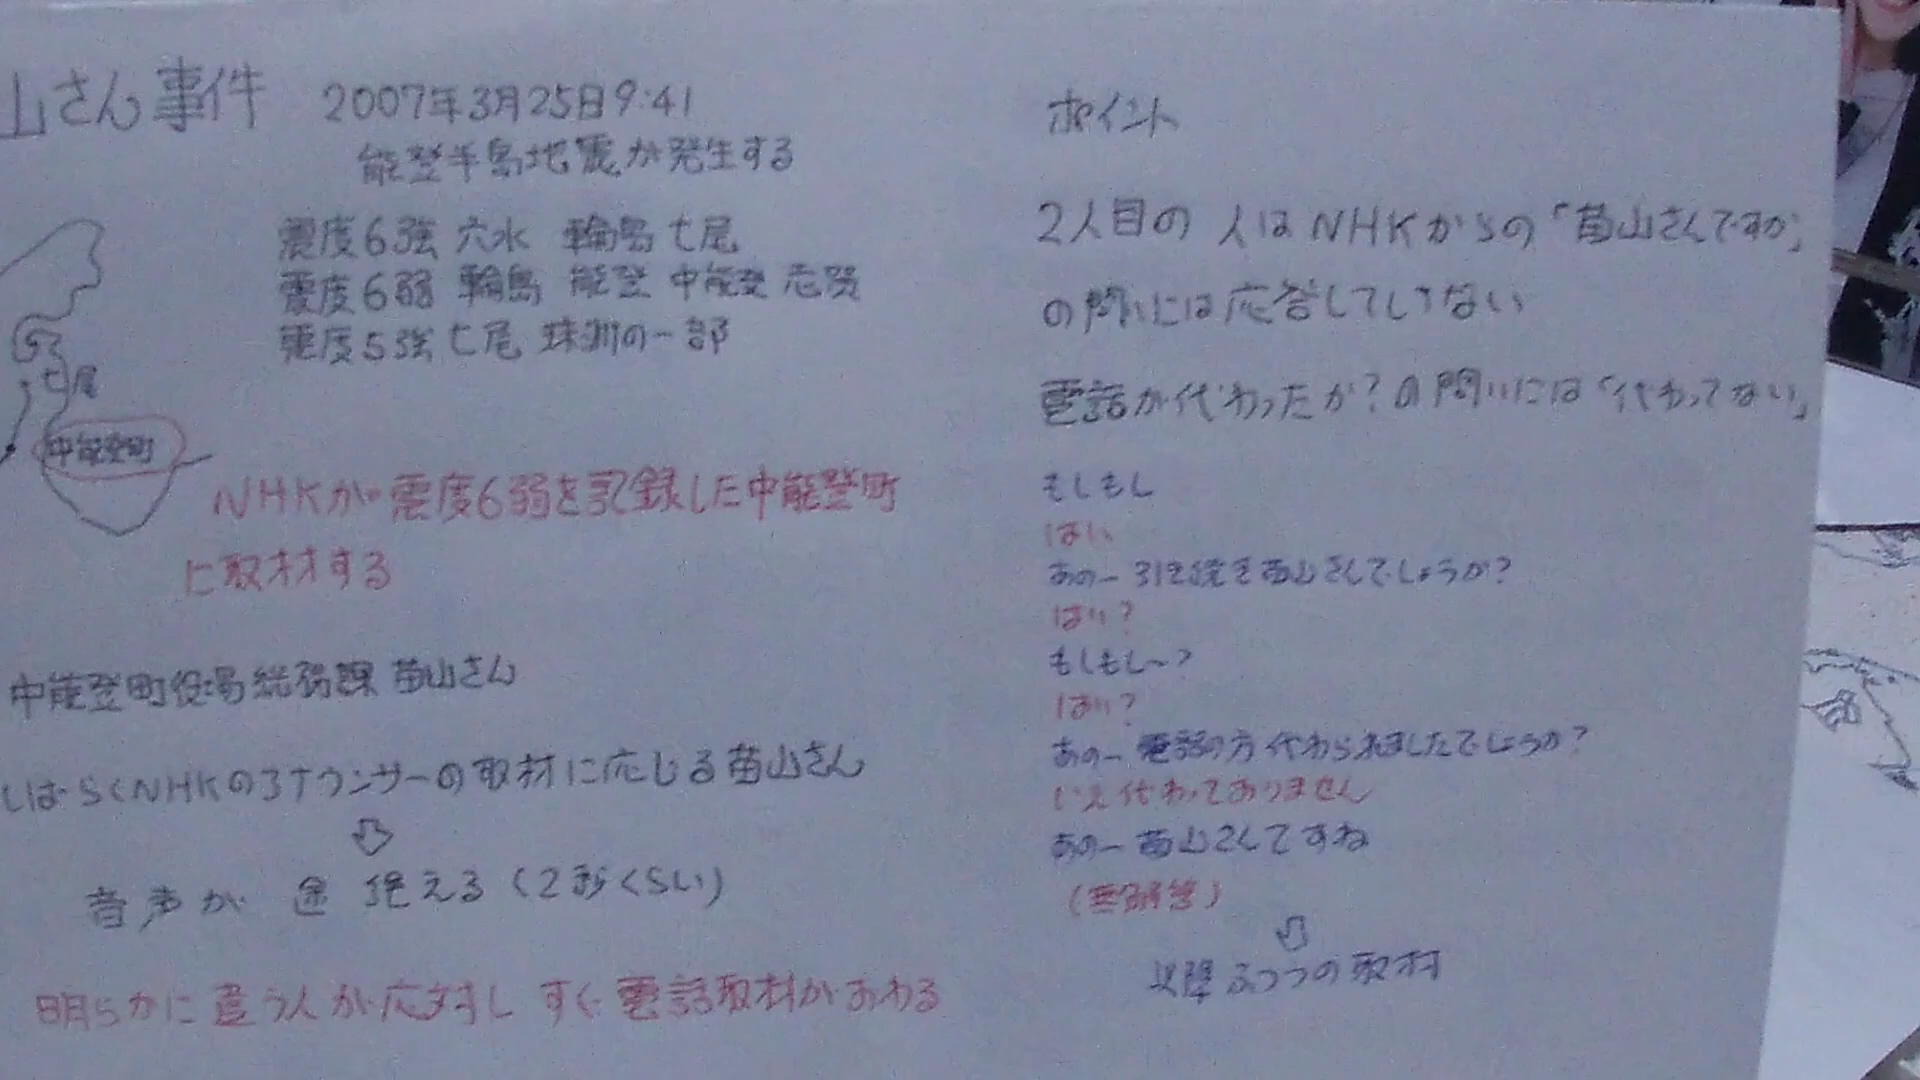 山さん事件
2007年3月25日9:41
能登半島地震が発生する
震度6強 穴水 輪島 七尾
震度6弱 輪島 能登 中能登 志賀
震度5強 七尾 珠洲の一部
七尾
中能登町
NHKが震度6弱を記録した中能登町
に取材する
中能登町役場総務課 苗山さん
しばらくNHKのアナウンサーの取材に応じる苗山さん
⇩
音声が 途絶える(2秒くらい)
明らかに違う人が応対し すぐ電話取材がおわる
ポイント
2人目の 人はNHKからの「苗山さんですか」
の問いには応答していない
電話が代わったか?の問いには「代わってない」
もしもし
はい
あのー 引き続き苗山さんでしょうか?
はい?
もしもし〜?
はい?
あのー 電話の方代わられましたでしょうか?
いえ代わっておりません
あのー苗山さんですね
(無解答)
⇩
以降ふつうの取材